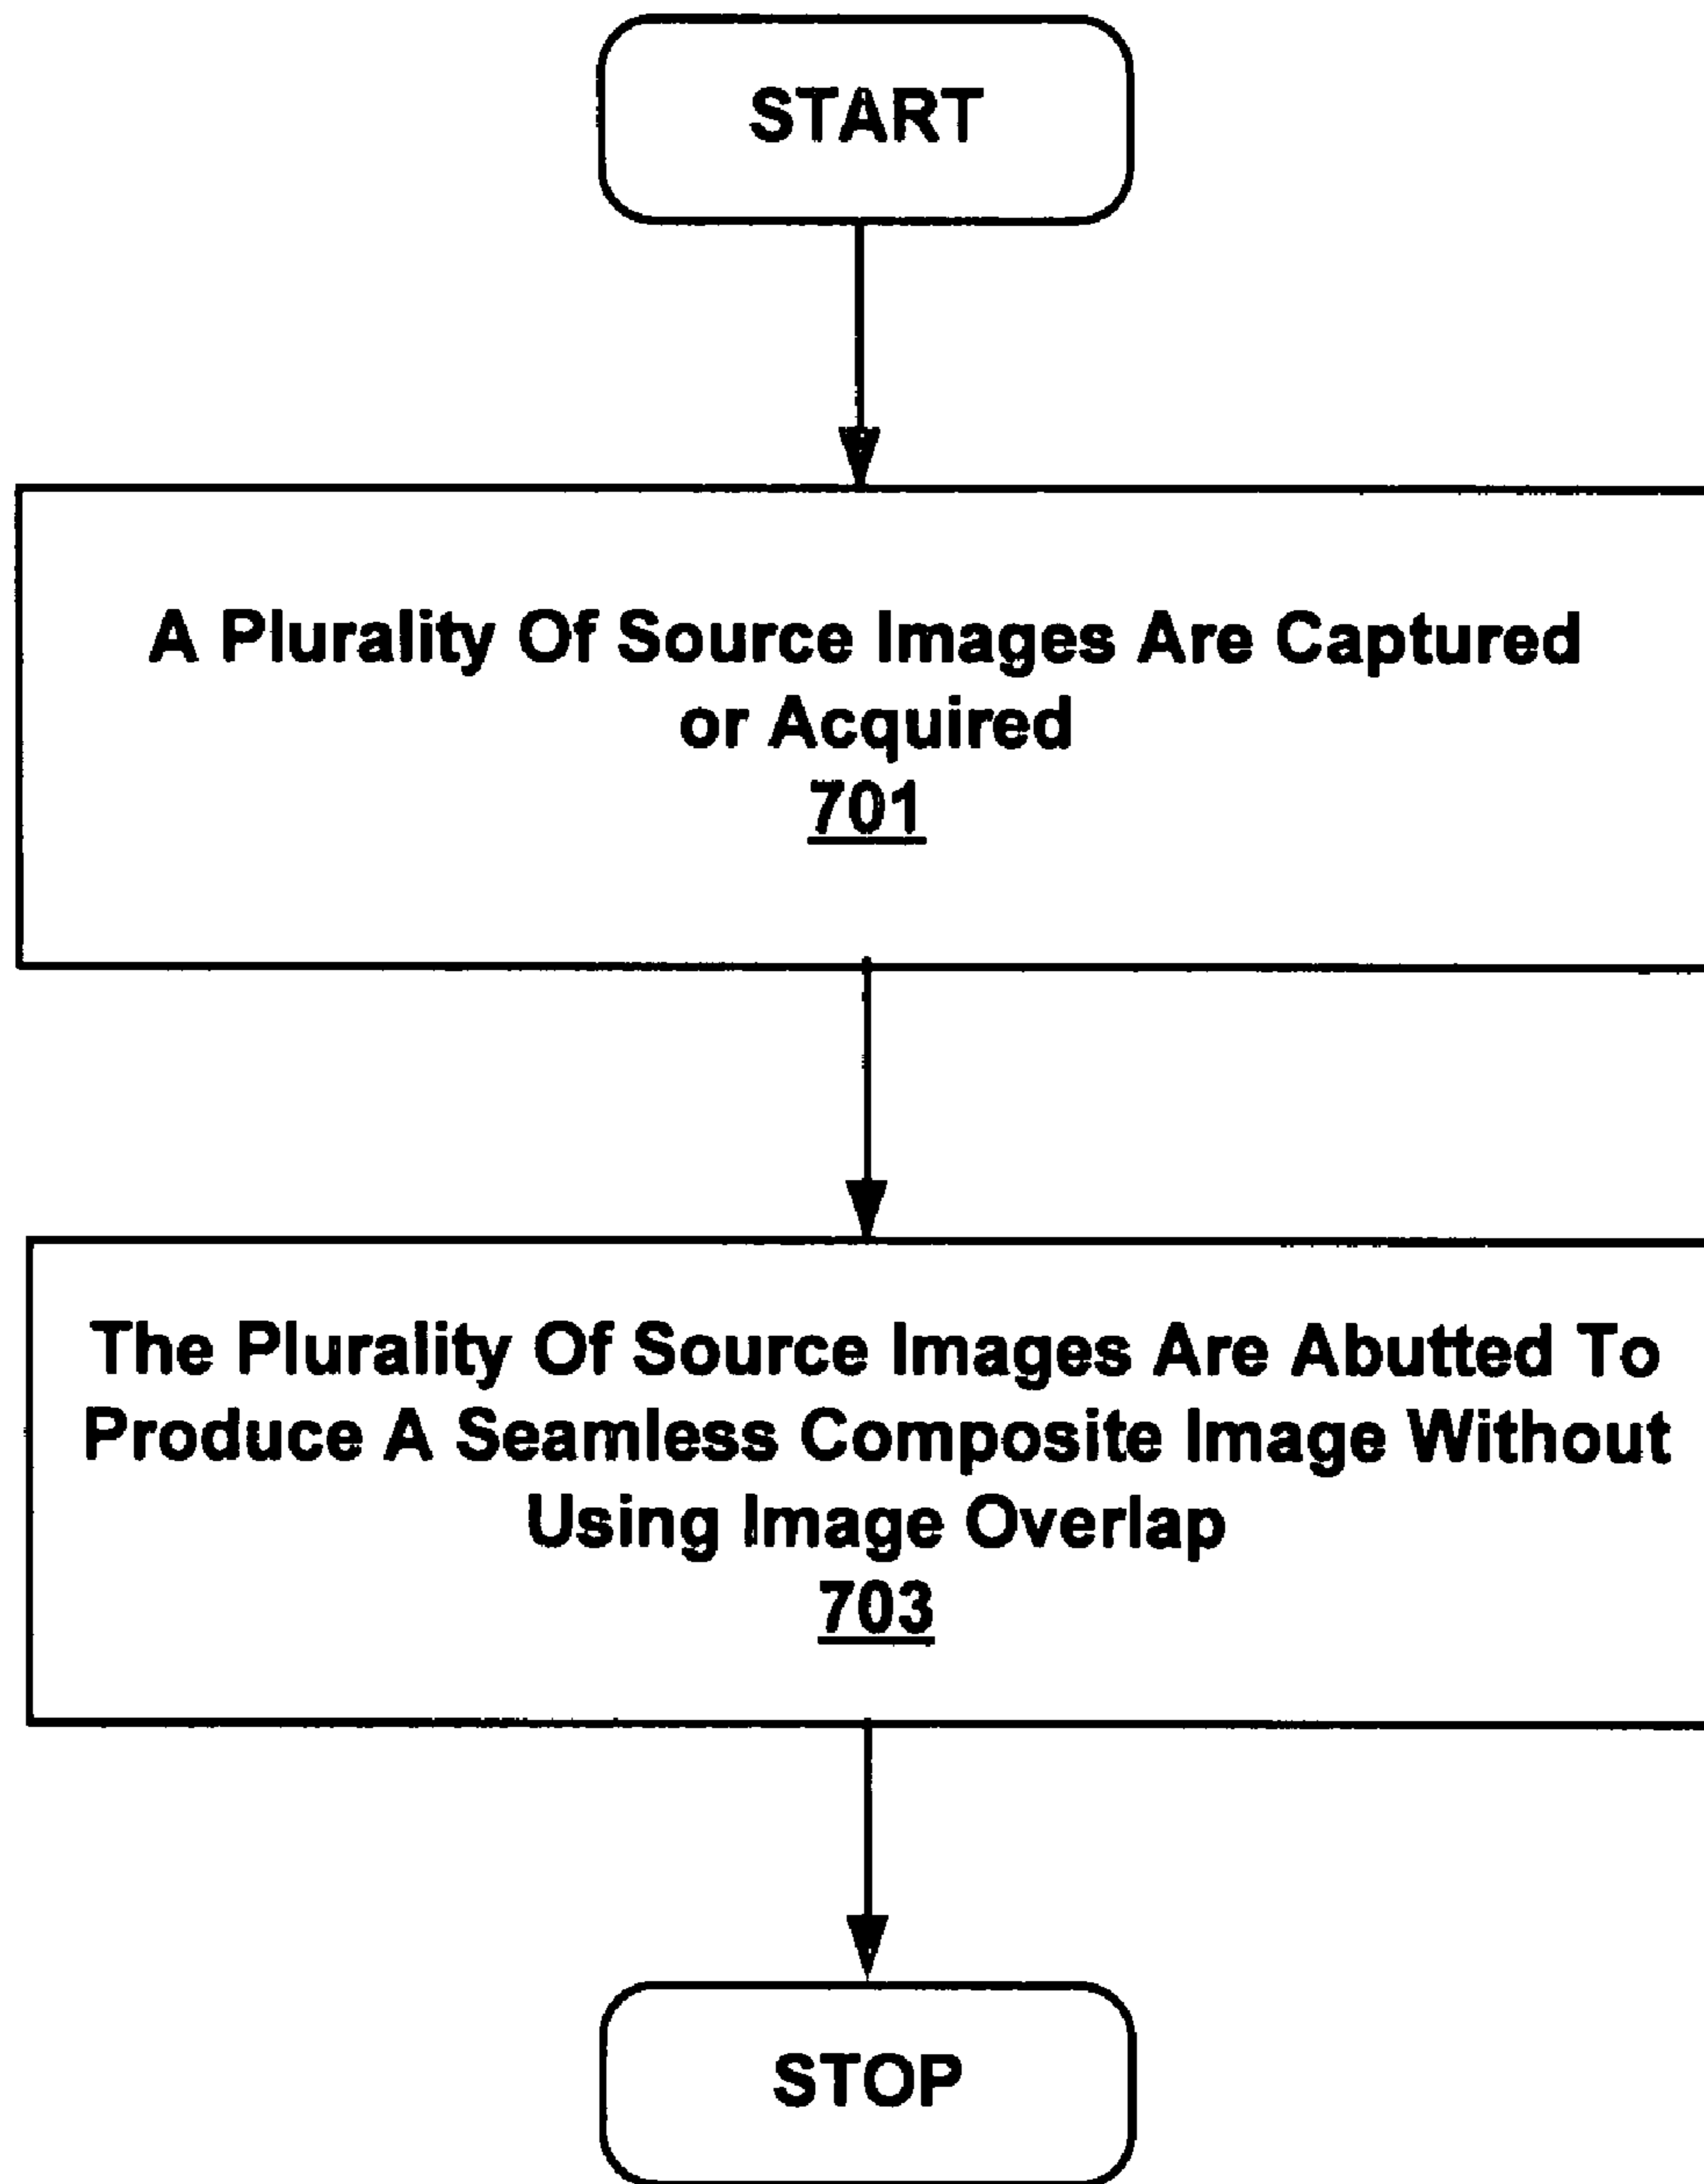 START
A Plurality Of Source Images Are Captured
or Acquired
701
The Plurality Of Source Images Are Abutted To
Produce A Seamless Composite Image Without
Using Image Overlap
703
STOP